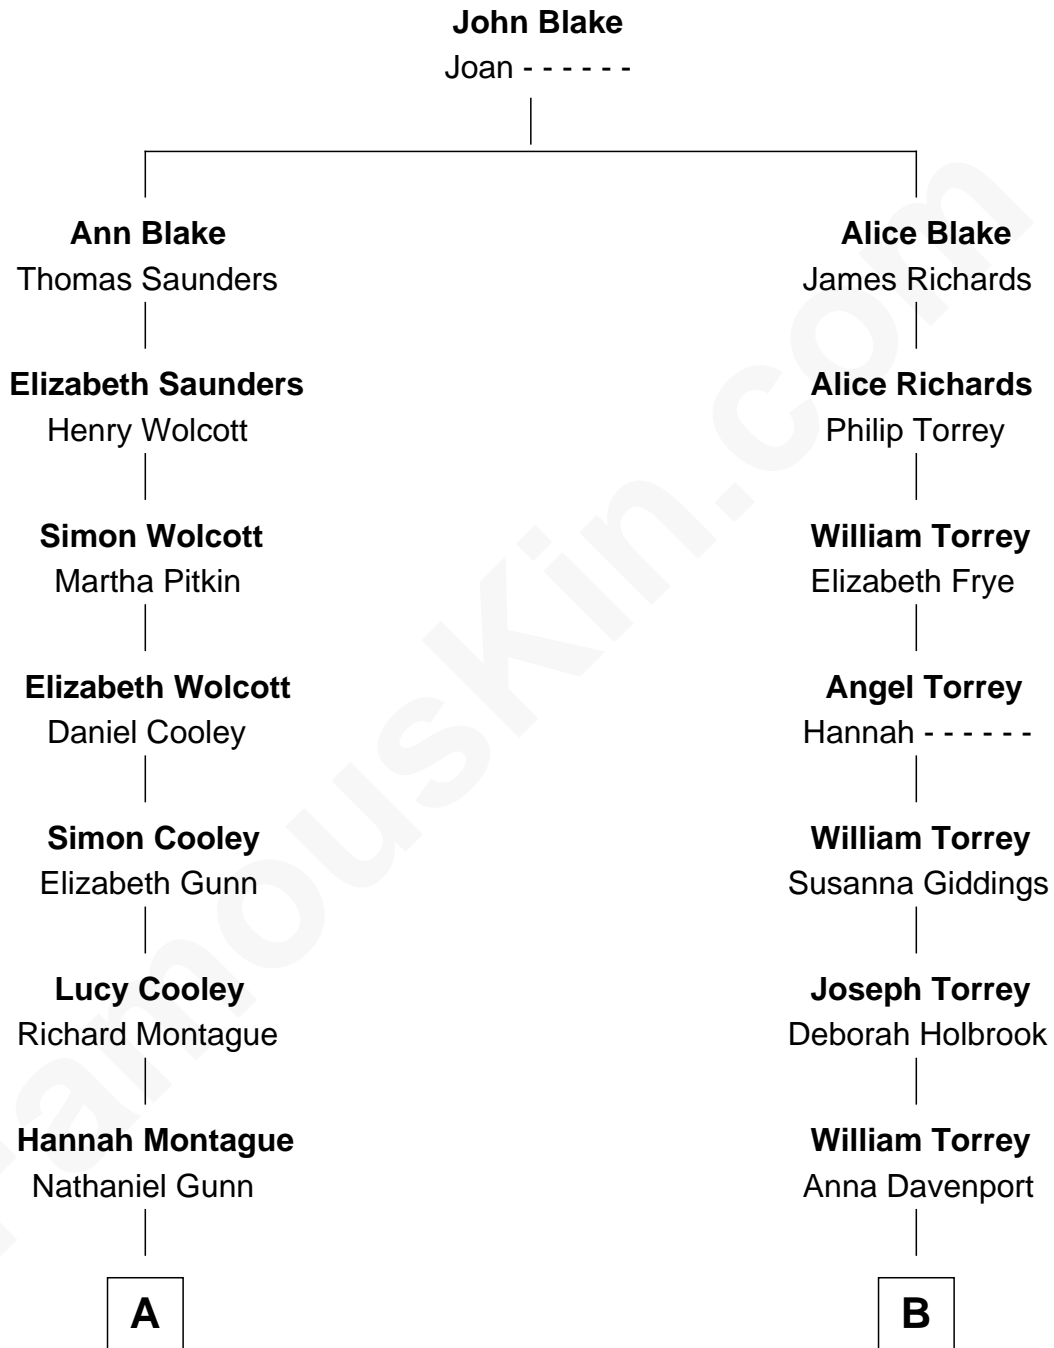 John Blake
Joan - - - - - -
Ann Blake
Thomas Saunders
Alice Blake
James Richards
Elizabeth Saunders
Henry Wolcott
Alice Richards
Philip Torrey
Simon Wolcott
Martha Pitkin
William Torrey
Elizabeth Frye
Elizabeth Wolcott
Daniel Cooley
Angel Torrey
Hannah - - - - - -
Simon Cooley
Elizabeth Gunn
William Torrey
Susanna Giddings
Lucy Cooley
Richard Montague
Joseph Torrey
Deborah Holbrook
Hannah Montague
Nathaniel Gunn
William Torrey
Anna Davenport
A
B
FamousKin.com